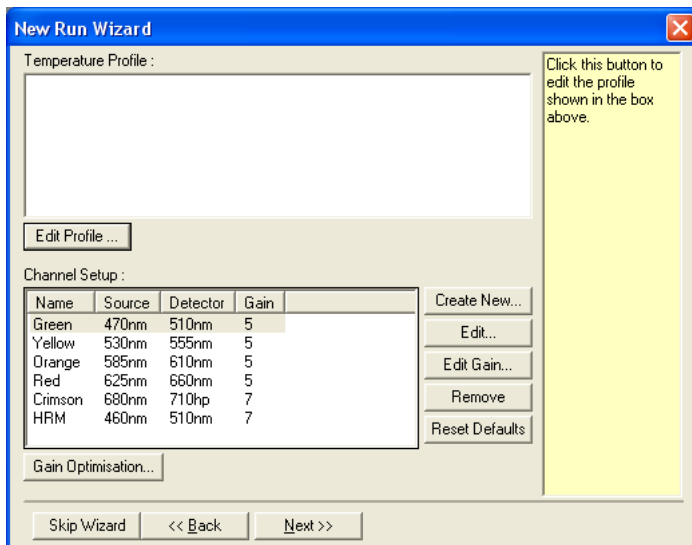 New Run Wizard
Temperature Profile :
Click this button to
edit the profile
shown in the box
above.
Edit Profile ...
Channel Setup :
Name Source Detector Gain
Green 470nm 510nm 5
Yellow 530nm 555nm 5
Orange 585nm 610nm 5
Red 625nm 660nm 5
Crimson 680nm 710hp 7
HRM 460nm 510nm 7
Create New...
Edit...
Edit Gain...
Remove
Reset Defaults
Gain Optimisation...
Skip Wizard << Back Next >>